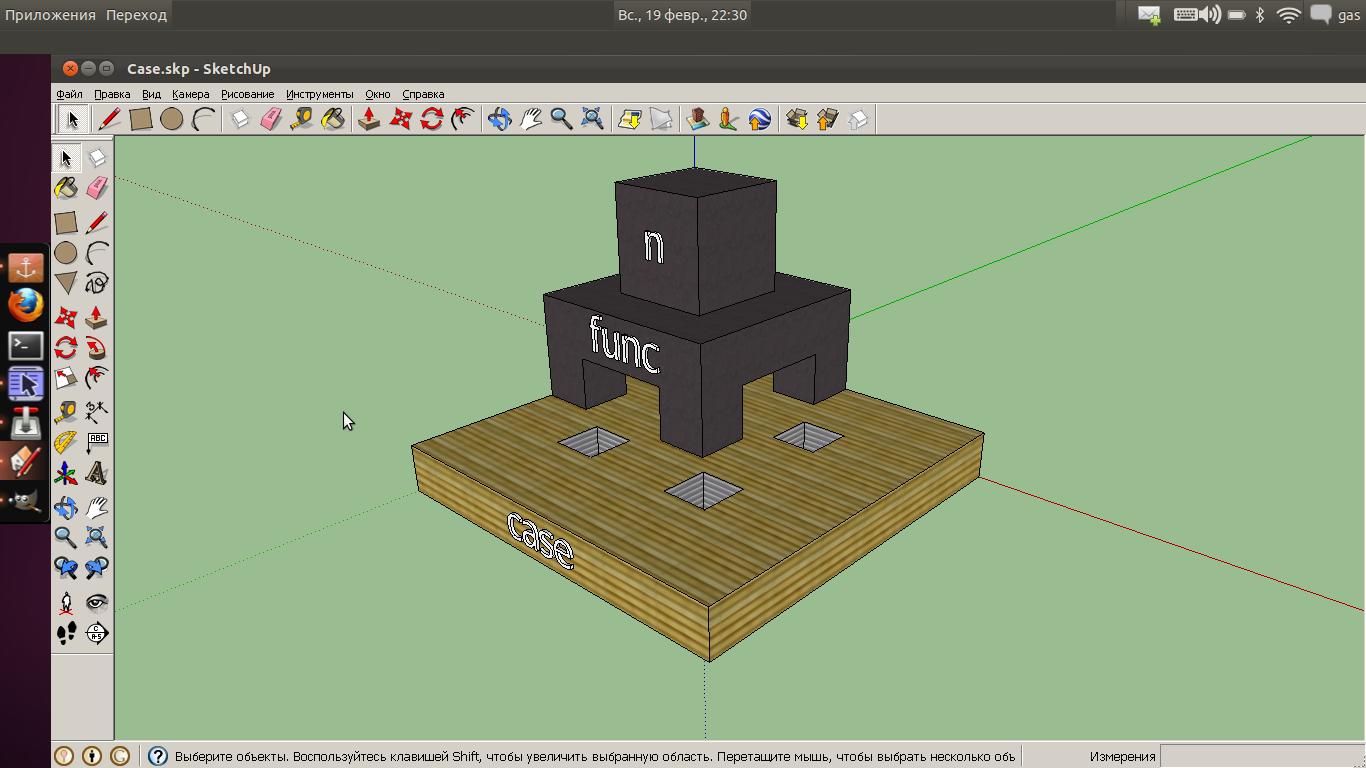 Приложения Переход Вс., 19 февр., 22:30 gas
Case.skp - SketchUp
Файл Правка Вид Камера Рисование Инструменты Окно Справка
n
func
case
ABC
Выберите объекты. Воспользуйтесь клавишей Shift, чтобы увеличить выбранную область. Перетащите мышь, чтобы выбрать несколько объ Измерения